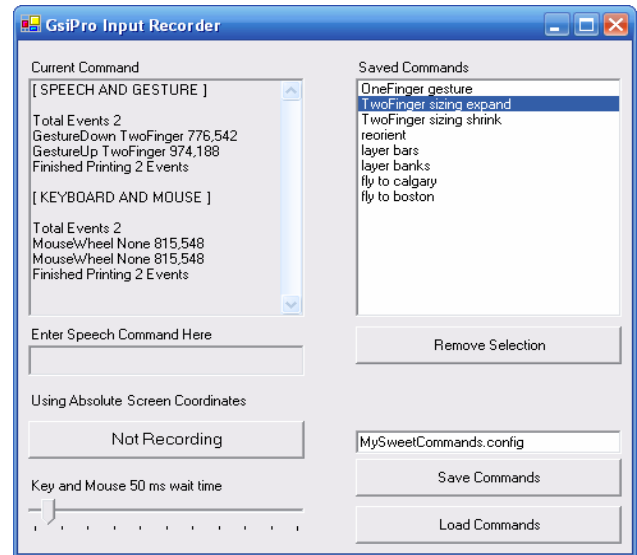 GsiPro Input Recorder
Current Command
[ SPEECH AND GESTURE ]
Total Events 2
GestureDown TwoFinger 776,542
GestureUp TwoFinger 974,188
Finished Printing 2 Events
[ KEYBOARD AND MOUSE ]
Total Events 2
MouseWheel None 815,548
MouseWheel None 815,548
Finished Printing 2 Events
Enter Speech Command Here
Using Absolute Screen Coordinates
Not Recording
Key and Mouse 50 ms wait time
Saved Commands
OneFinger gesture
TwoFinger sizing expand
TwoFinger sizing shrink
reorient
layer bars
layer banks
fly to calgary
fly to boston
Remove Selection
MySweetCommands.config
Save Commands
Load Commands